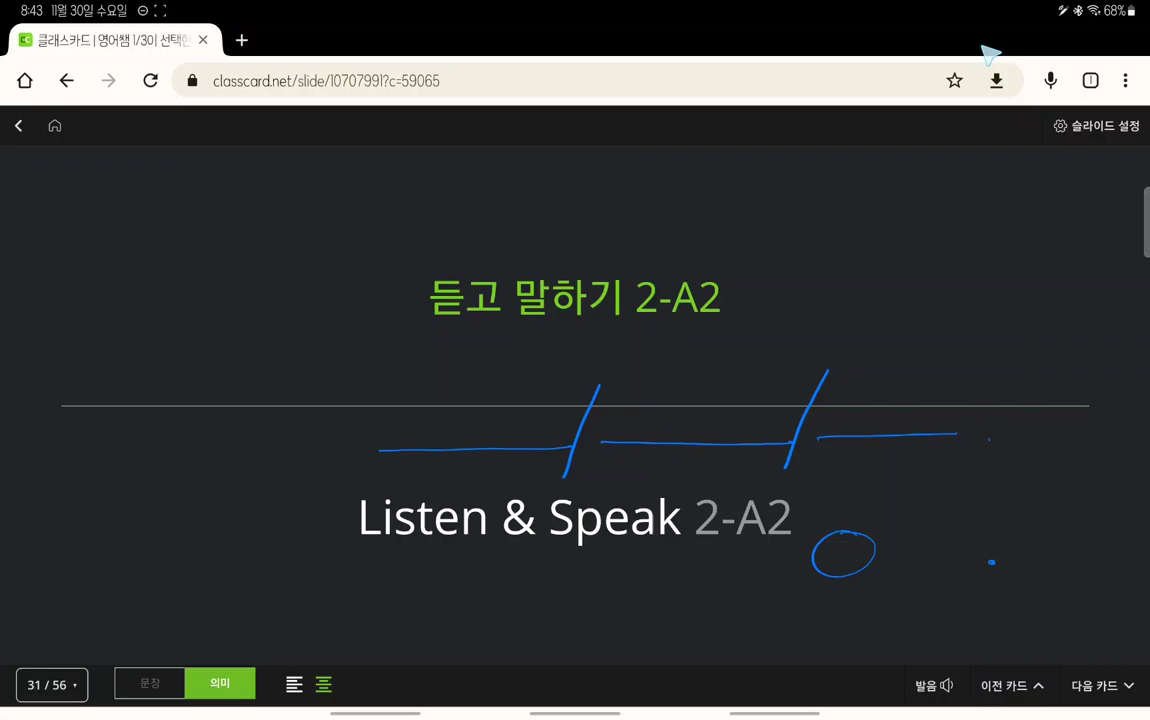 8:43 11월 30일 수요일 68%
클래스카드 | 영어쌤 1/3이 선택한
classcard.net/slide/10707991?c=59065 1
슬라이드 설정
듣고 말하기 2-A2
Listen & Speak 2-A2
31 / 56 문장 의미 발음 이전 카드 다음 카드